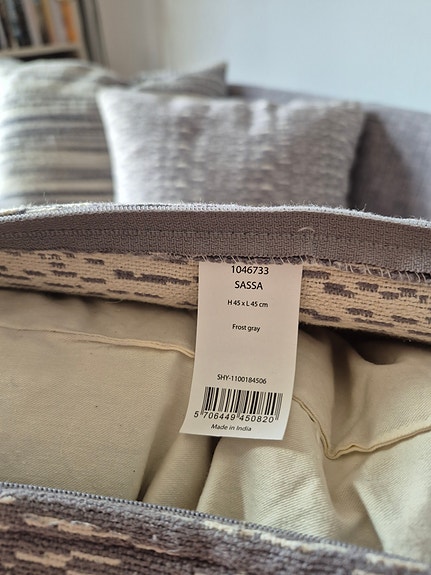 1046733
SASSA
H 45 x L 45 cm
Frost gray
SHY-1100184506
5 706449 450820
Made in India